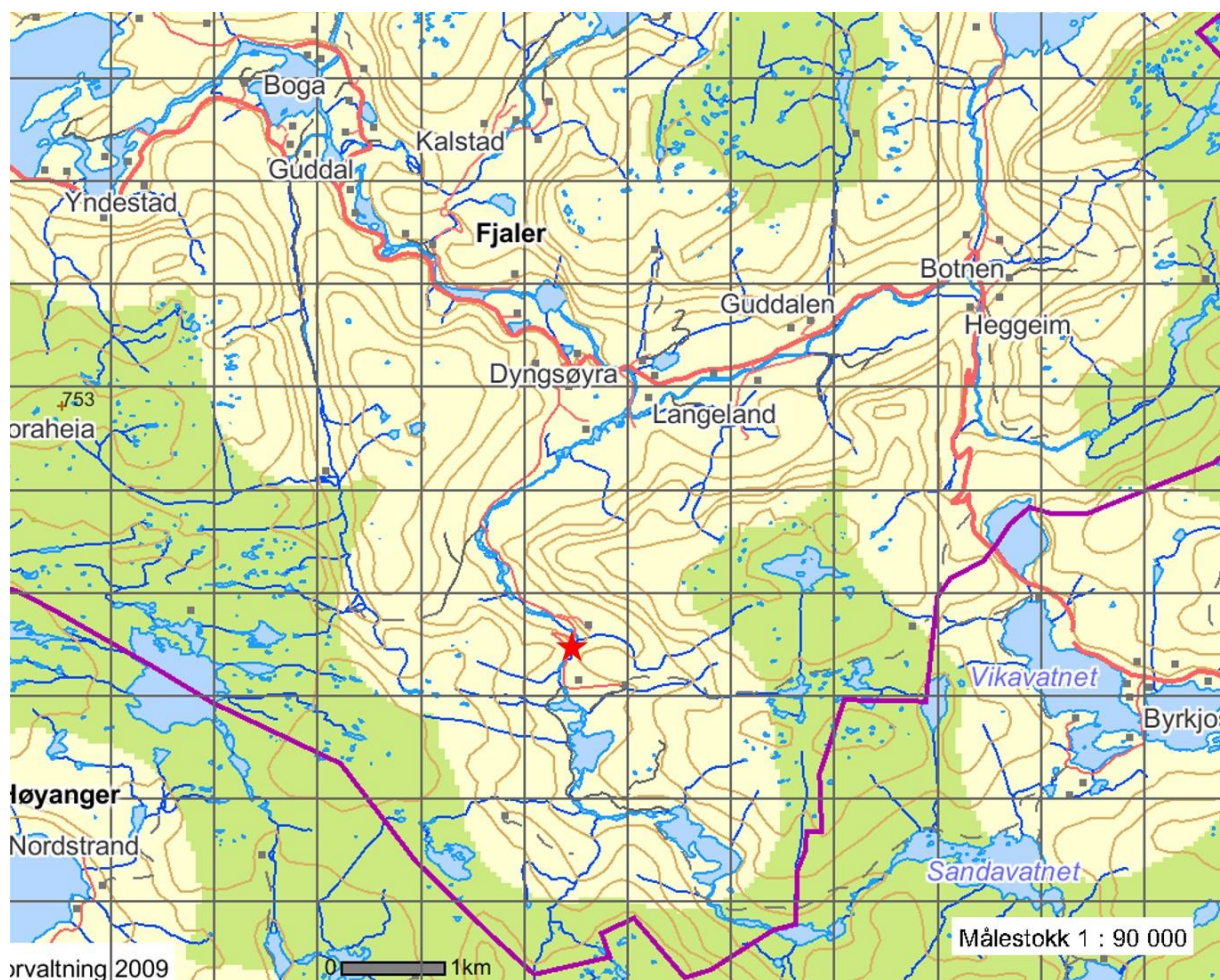 Boga
Kalstad
Guddal
Yndestad
Fjaler
Botnen
Guddalen
Heggeim
Dyngsøyra
753
Langeland
oraheia
Vikavatnet
Byrkjo
Høyanger
Nordstrand
Sandavatnet
Målestokk 1 : 90 000
orvaltning 2009
0 1km